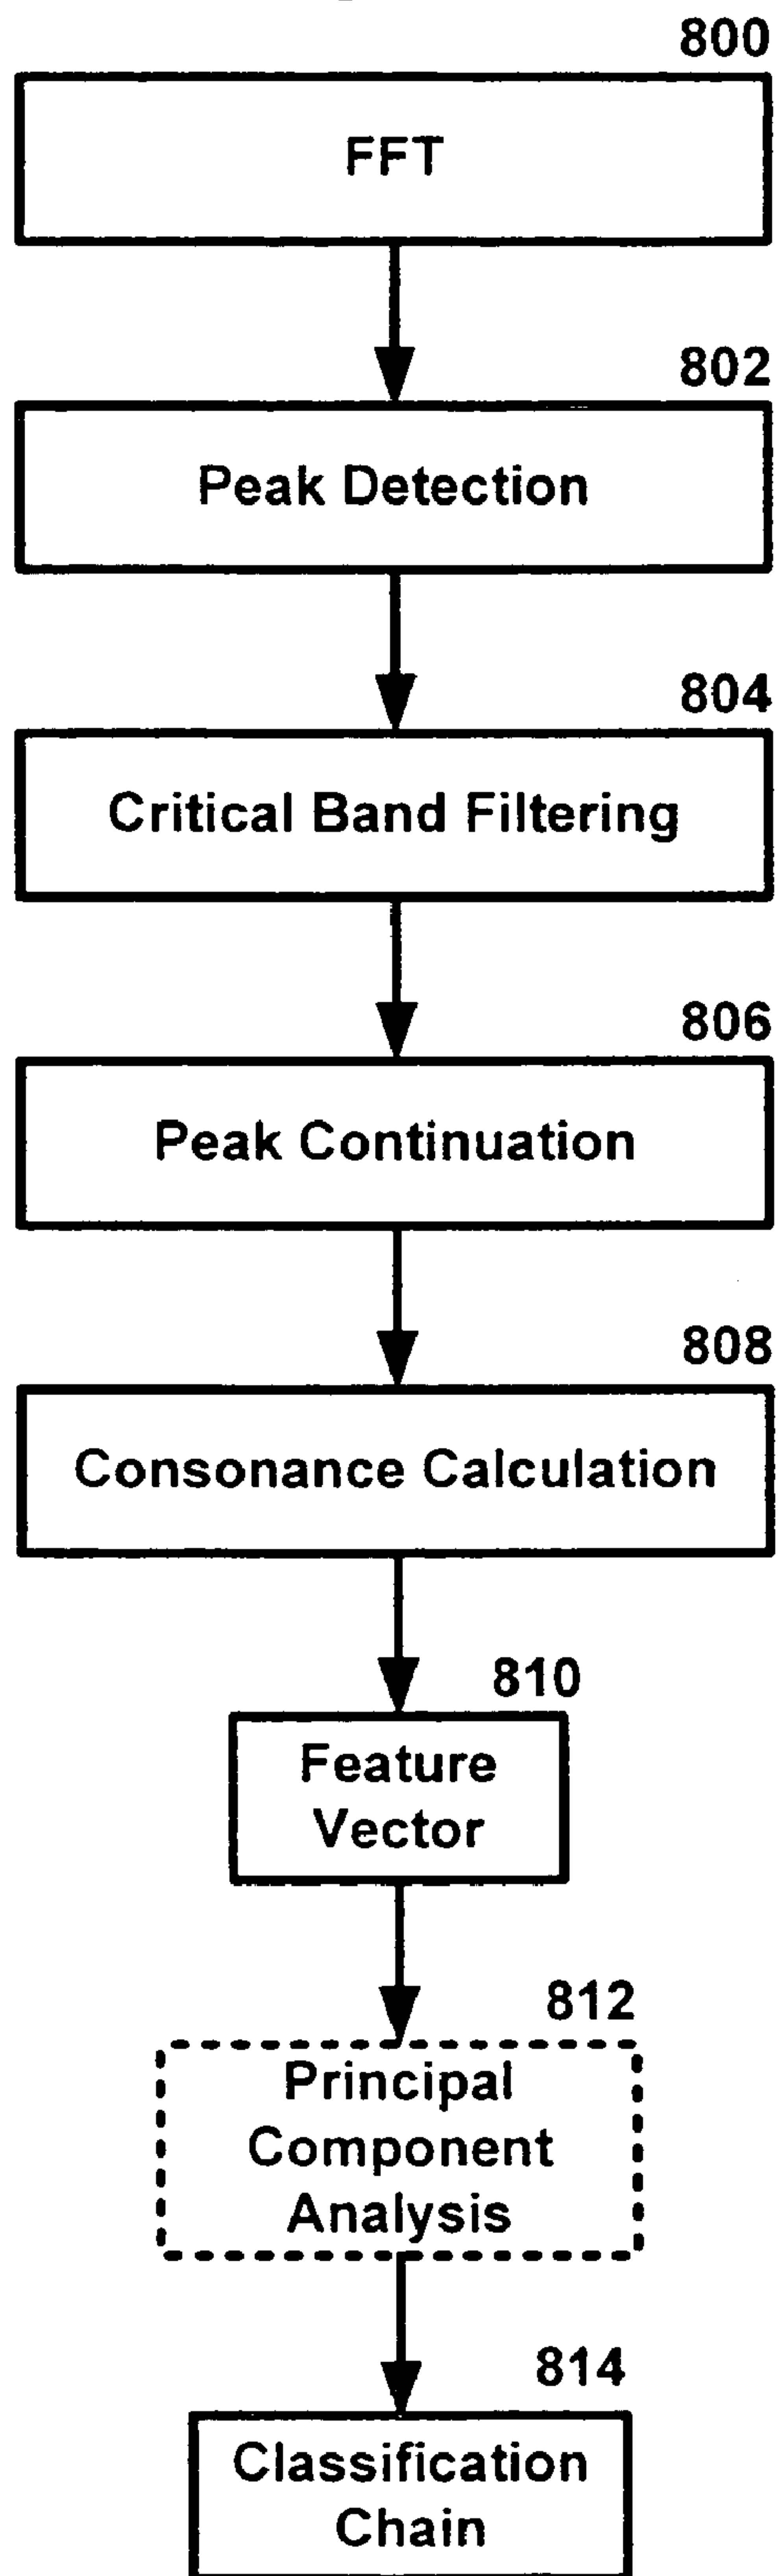 800
FFT
802
Peak Detection
804
Critical Band Filtering
806
Peak Continuation
808
Consonance Calculation
810
Feature
Vector
812
Principal
Component
Analysis
814
Classification
Chain